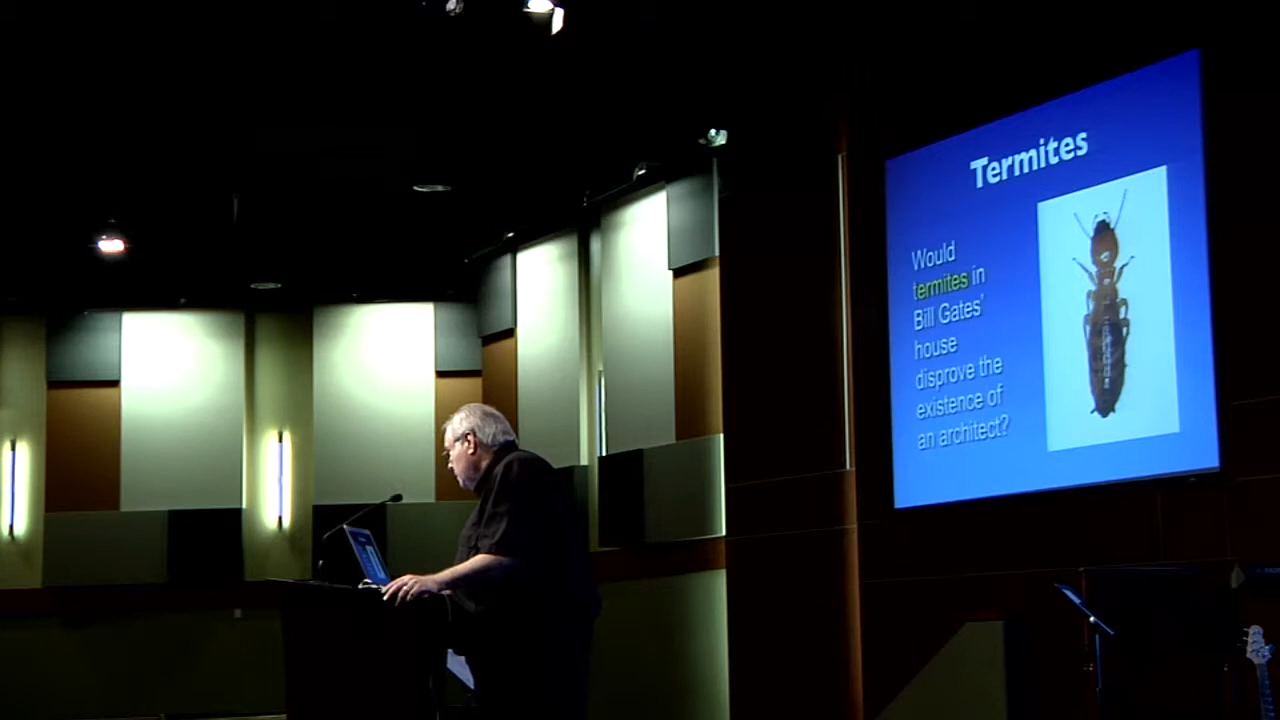 Termites
Would
termites in
Bill Gates'
house
disprove the
existence of
an architect?